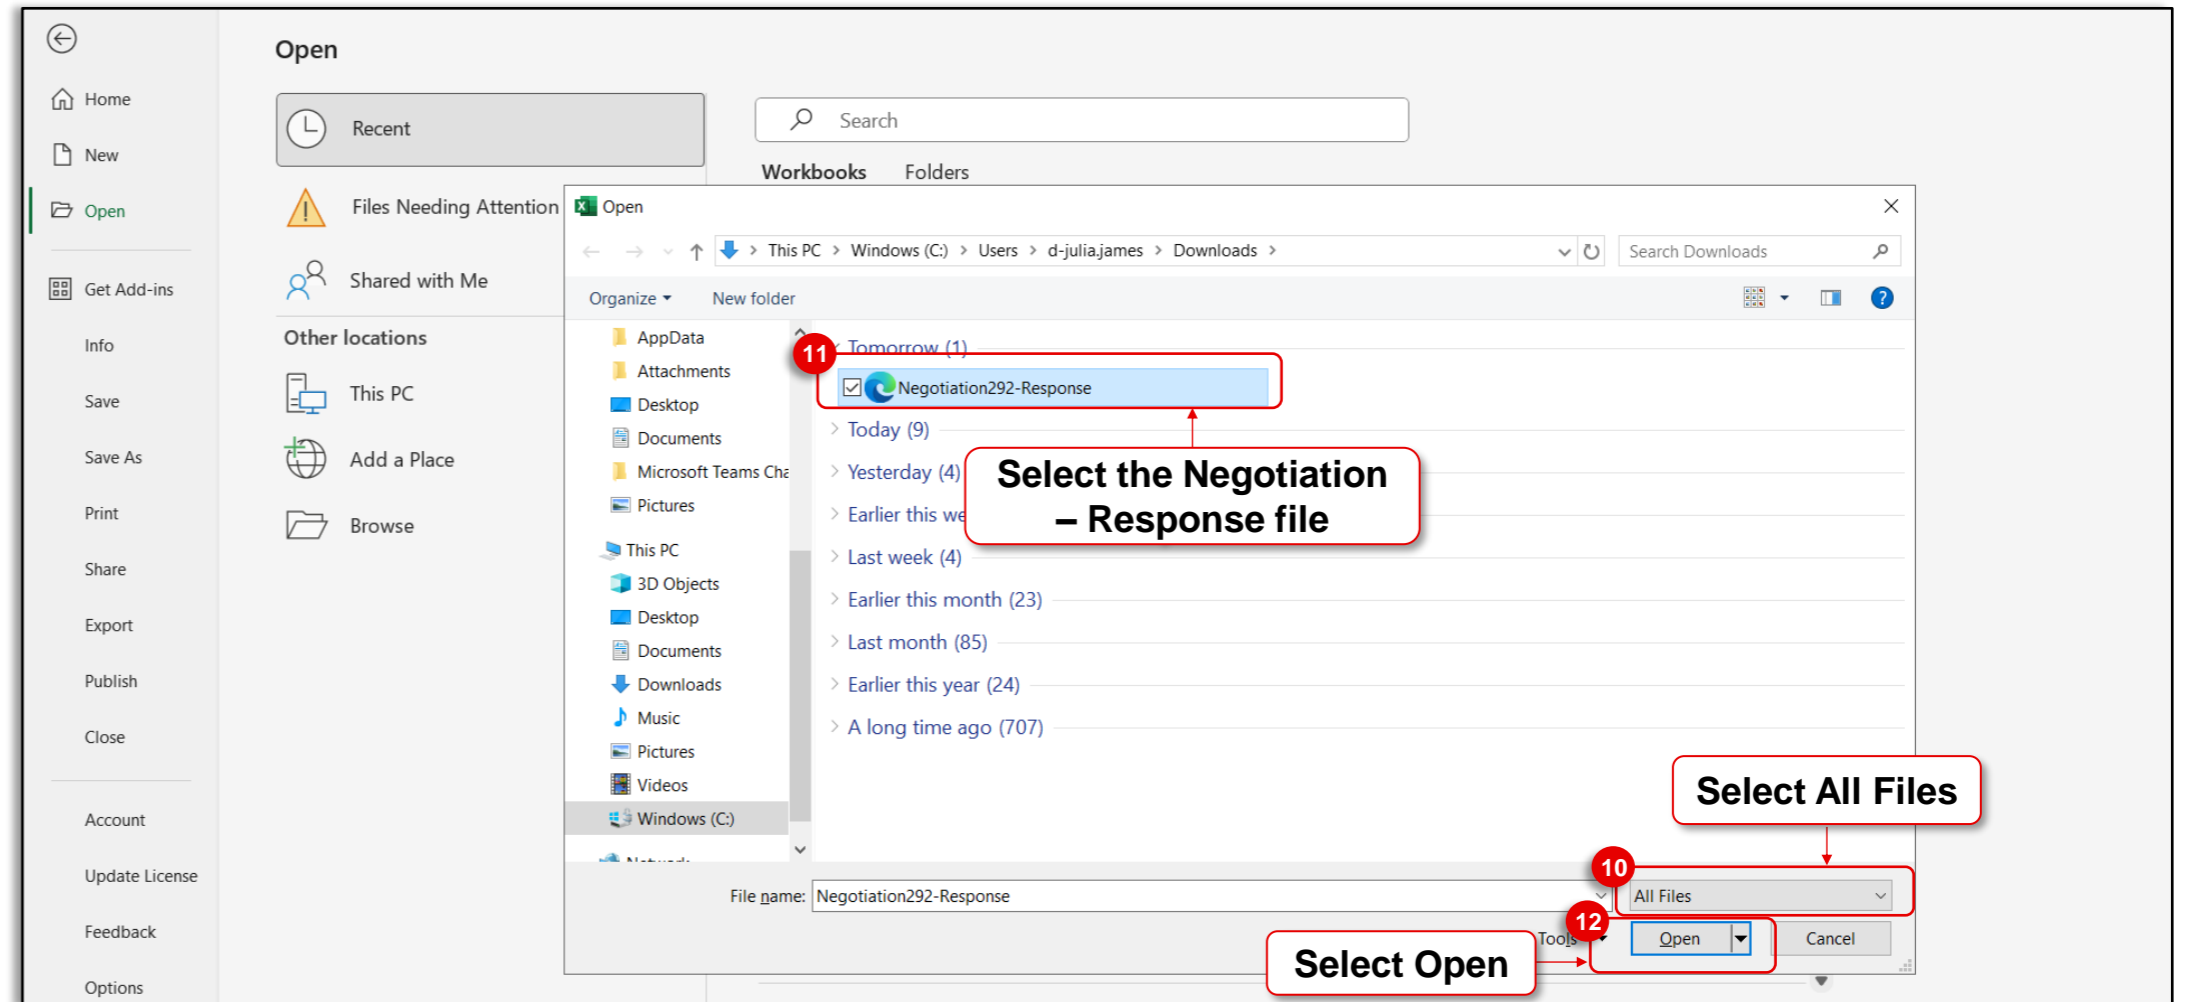 Open
Home
New
Open
Get Add-ins
Info
Save
Save As
Print
Share
Export
Publish
Close
Account
Update License
Feedback
Options
Recent
Files Needing Attention
Shared with Me
Other locations
This PC
Add a Place
Browse
Search
Workbooks Folders
Open
> This PC > Windows (C:) > Users > d-julia.james > Downloads >
Search Downloads
Organize New folder
AppData
Attachments
Desktop
Documents
Microsoft Teams Cha
Pictures
This PC
3D Objects
Desktop
Documents
Downloads
Music
Pictures
Videos
Windows (C:)
Network
11
Tomorrow (1)
Negotiation292-Response
Today (9)
Yesterday (4)
Earlier this we
Last week (4)
Earlier this month (23)
Last month (85)
Earlier this year (24)
A long time ago (707)
Select the Negotiation
– Response file
Select All Files
10
File name: Negotiation292-Response
All Files
12
Tools
Open
Cancel
Select Open